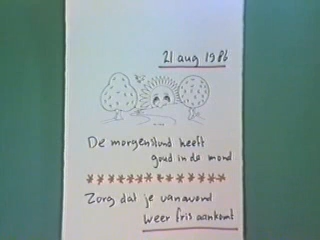 21 aug 1986
De morgenstond heeft
goud in de mond
Zorg dat je vanavond
weer fris aankomt